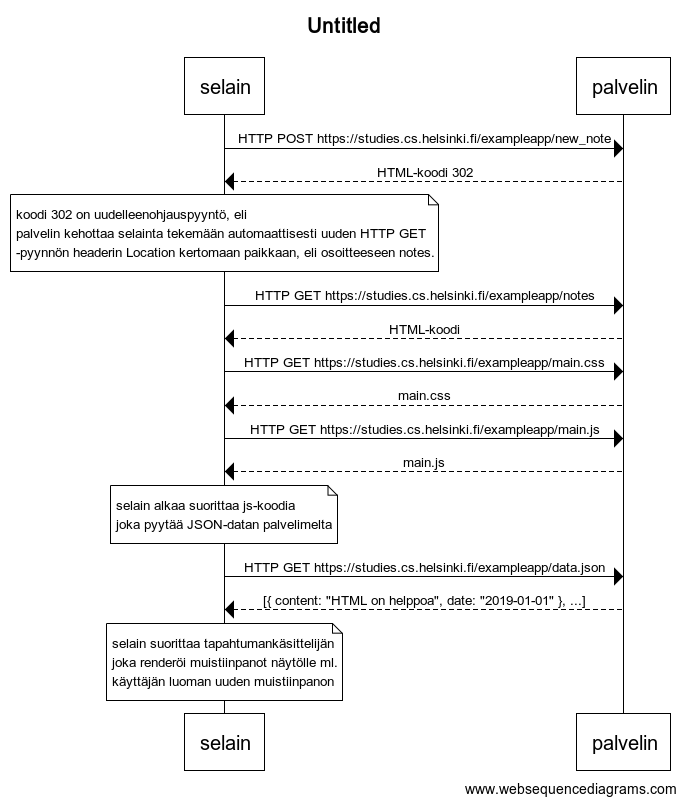 Untitled
selain
palvelin
HTTP POST https://studies.cs.helsinki.fi/exampleapp/new_note
HTML-koodi 302
koodi 302 on uudelleenohjauspyyntö, eli
palvelin kehottaa selainta tekemään automaattisesti uuden HTTP GET
-pyynnön headerin Location kertomaan paikkaan, eli osoitteeseen notes.
HTTP GET https://studies.cs.helsinki.fi/exampleapp/notes
HTML-koodi
HTTP GET https://studies.cs.helsinki.fi/exampleapp/main.css
main.css
HTTP GET https://studies.cs.helsinki.fi/exampleapp/main.js
main.js
selain alkaa suorittaa js-koodia
joka pyytää JSON-datan palvelimelta
HTTP GET https://studies.cs.helsinki.fi/exampleapp/data.json
[{ content: "HTML on helppoa", date: "2019-01-01" }, ...]
selain suorittaa tapahtumankäsittelijän
joka renderöi muistiinpanot näytölle ml.
käyttäjän luoman uuden muistiinpanon
selain
palvelin
www.websequencediagrams.com